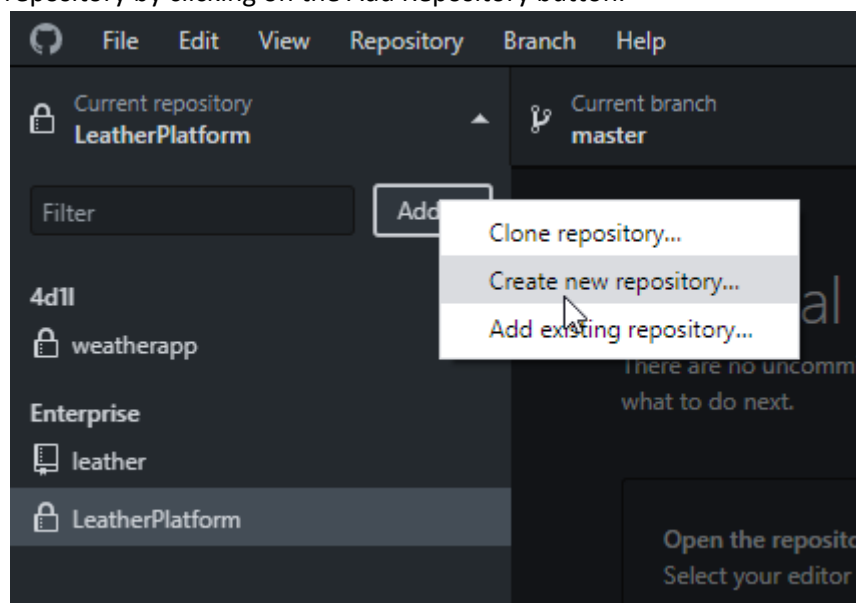 repository by clicking on the Add Repository button.
File Edit View Repository Branch Help
Current repository
LeatherPlatform
Current branch
master
Filter
Add
Clone repository...
Create new repository...
Add existing repository...
4d1l
weatherapp
Enterprise
leather
LeatherPlatform
al
There are no uncomm
what to do next.
Open the reposito
Select your editor